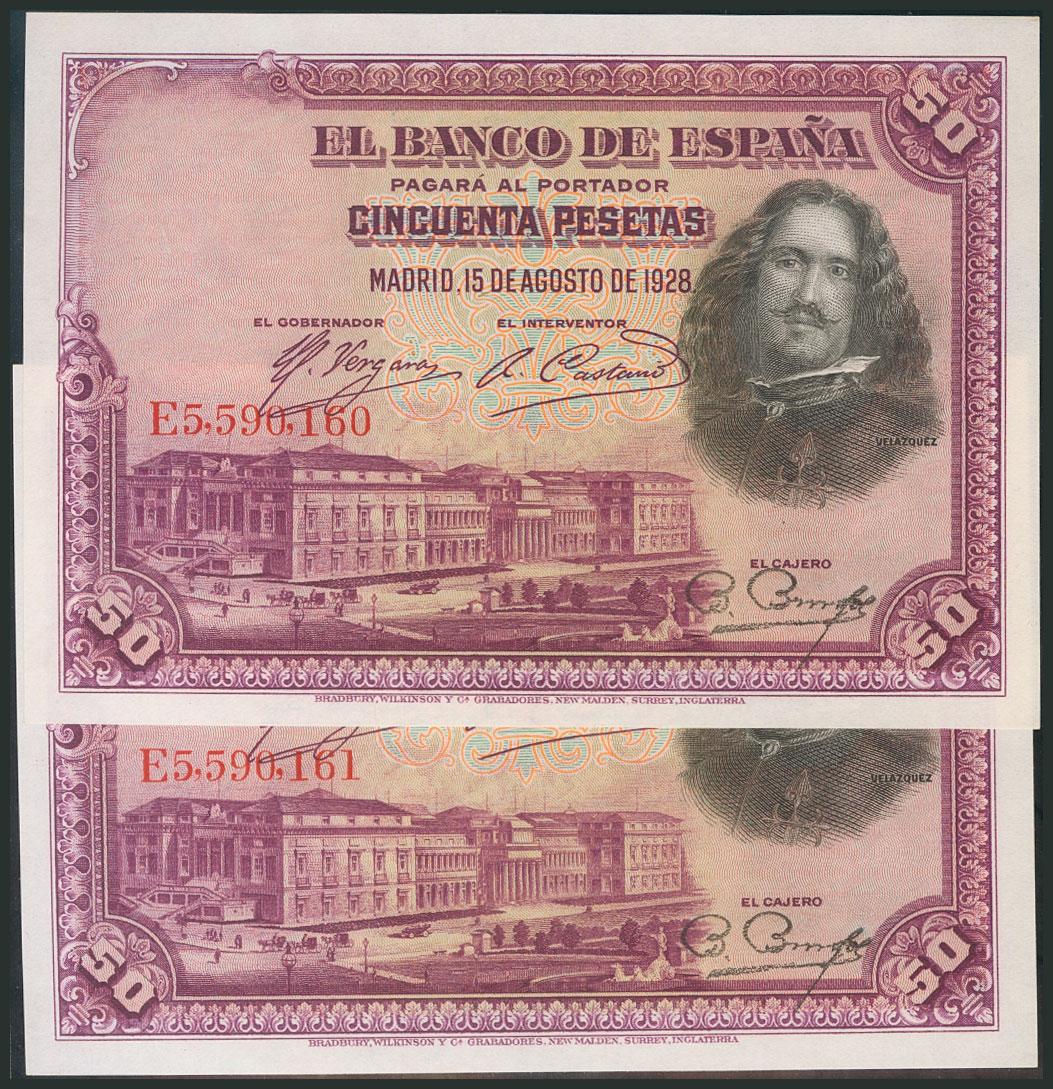 50
EL BANCO DE ESPAÑA
PAGARÁ AL PORTADOR
CINCUENTA PESETAS
MADRID, 15 DE AGOSTO DE 1928
EL GOBERNADOR EL INTERVENTOR
Vergara
E5,590,160
VELAZQUEZ
EL CAJERO
50 50
BRADBURY, WILKINSON Y Cª GRABADORES, NEW MALDEN, SURREY, INGLATERRA
E5,590,161
VELAZQUEZ
EL CAJERO
50 50
BRADBURY, WILKINSON Y Cª GRABADORES, NEW MALDEN, SURREY, INGLATERRA